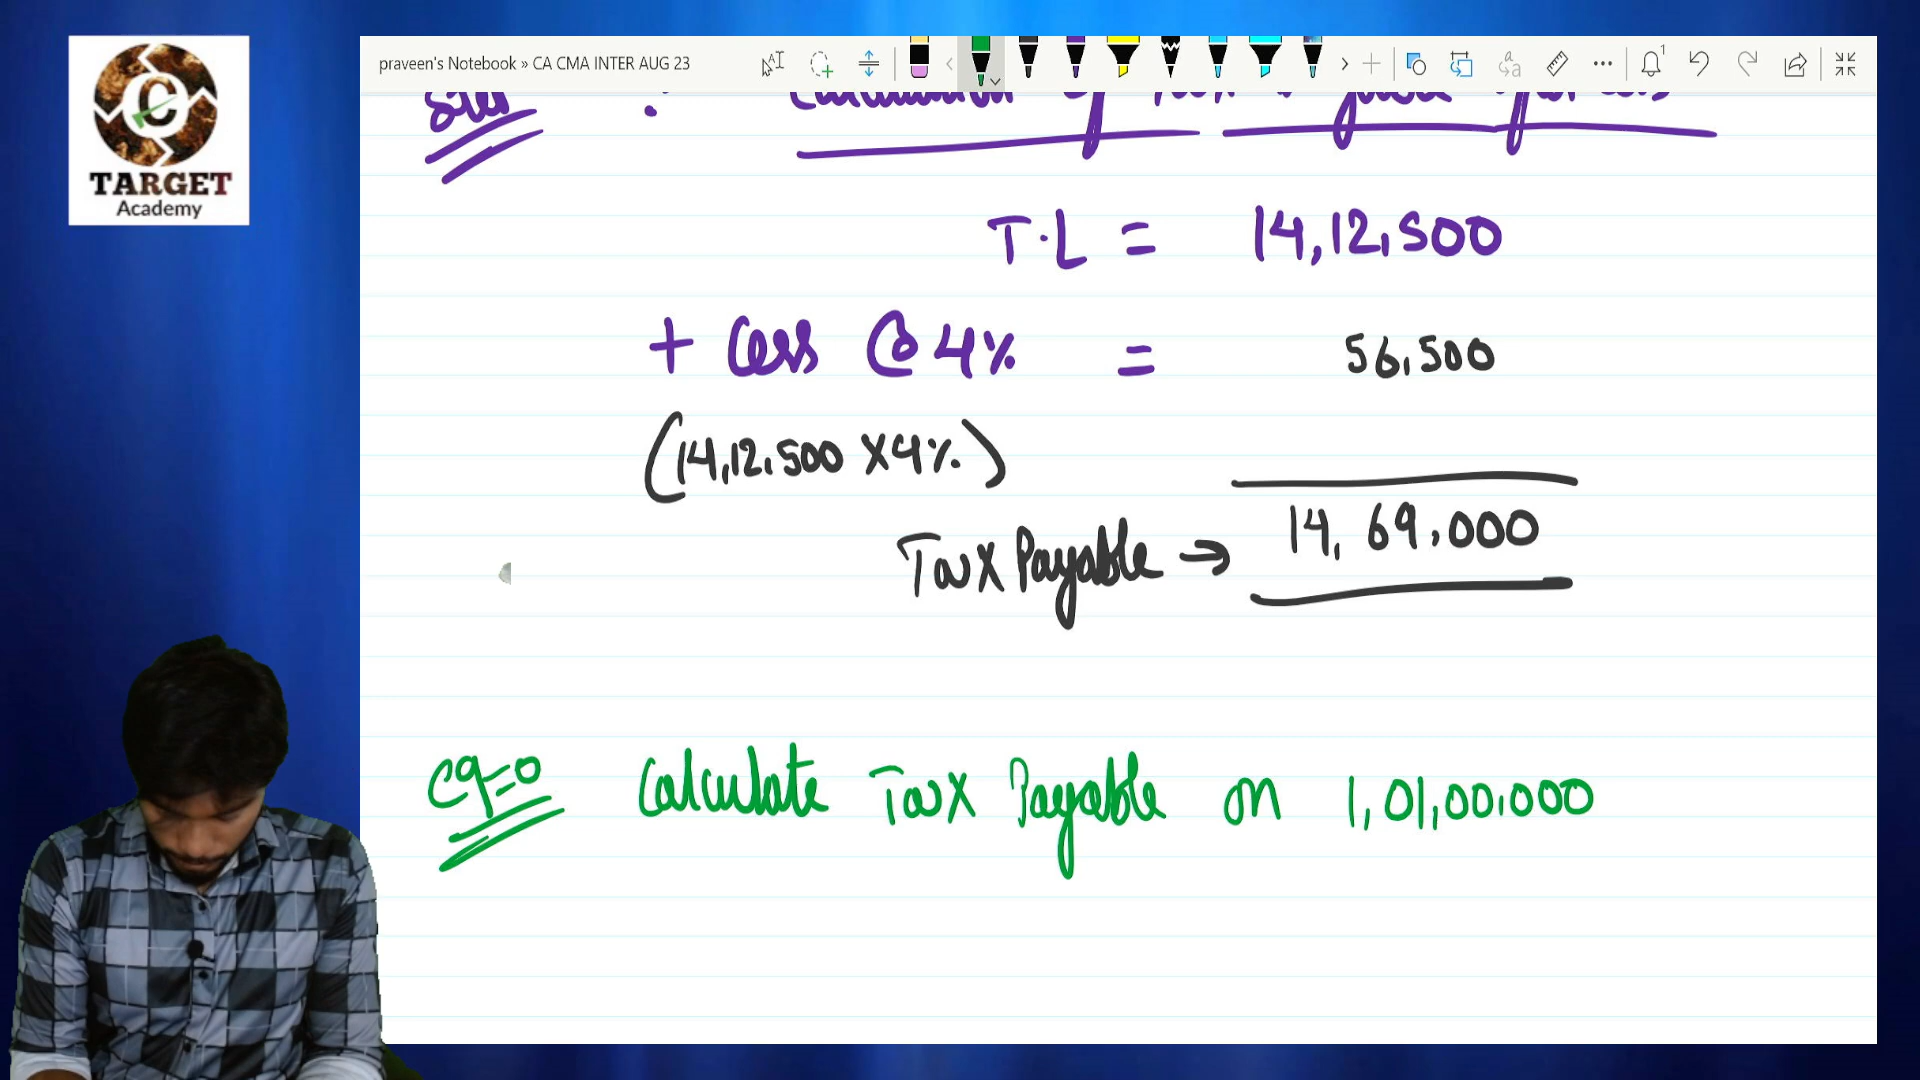 praveen's Notebook » CA CMA INTER AUG 23
C
TARGET
Academy
T.L = 14,12,500
+ Cess @ 4% = 56,500
(14,12,500 X4%)
Tax Payable → 14, 69,000
Calculate Tax Payable on 1,01,00,000